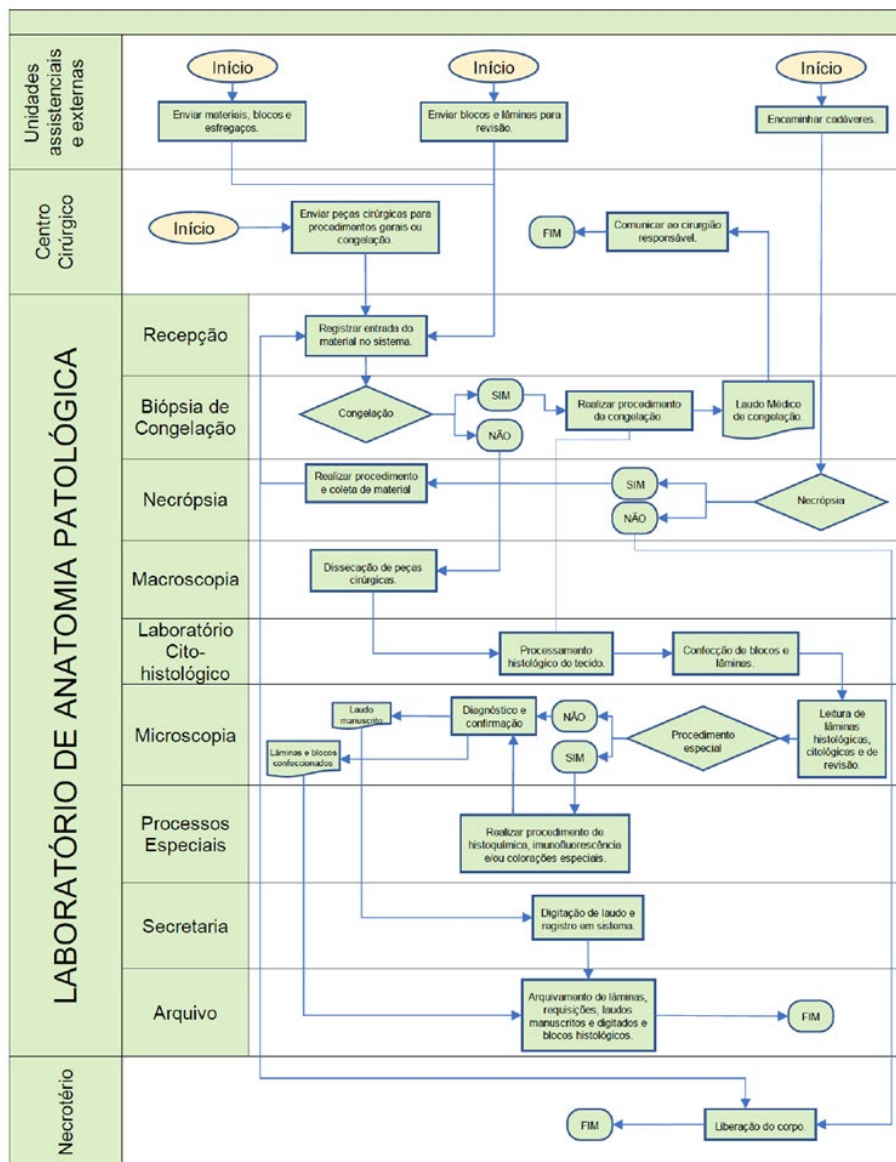 Unidades
assistenciais
e externas
Início
Início
Início
Enviar materiais, blocos e
esfregaços.
Enviar blocos e lâminas para
revisão.
Encaminhar cadáveres.
Centro
Cirúrgico
Início
Enviar peças cirúrgicas para
procedimentos gerais ou
congelação.
FIM
Comunicar ao cirurgião
responsável.
LABORATÓRIO DE ANATOMIA PATOLÓGICA
Recepção
Registrar entrada do
material no sistema.
Biópsia de
Congelação
Congelação
SIM
NÃO
Realizar procedimento
de congelação.
Laudo Médico
de congelação.
Necrópsia
Realizar procedimento
e coleta de material
SIM
NÃO
Necrópsia
Macroscopia
Dissecação de peças
cirúrgicas.
Laboratório
Cito-
histológico
Processamento
histológico do tecido.
Confecção de blocos e
lâminas.
Microscopia
Laudo
manuscrito
Lâminas e blocos
confeccionados
Diagnóstico e
confirmação
NÃO
SIM
Procedimento
especial
Leitura de
lâminas
histológicas,
citológicas e de
revisão.
Processos
Especiais
Realizar procedimento de
histoquímica, imunofluorescência
e/ou colorações especiais.
Secretaria
Digitação de laudo e
registro em sistema.
Arquivo
Arquivamento de lâminas,
requisições, laudos
manuscritos e digitados e
blocos histológicos.
FIM
Necrotério
FIM
Liberação do corpo.